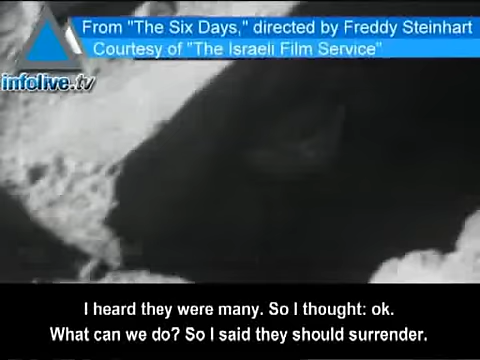 From "The Six Days," directed by Freddy Steinhart
Courtesy of "The Israeli Film Service"
infolive.tv
I heard they were many. So I thought: ok.
What can we do? So I said they should surrender.